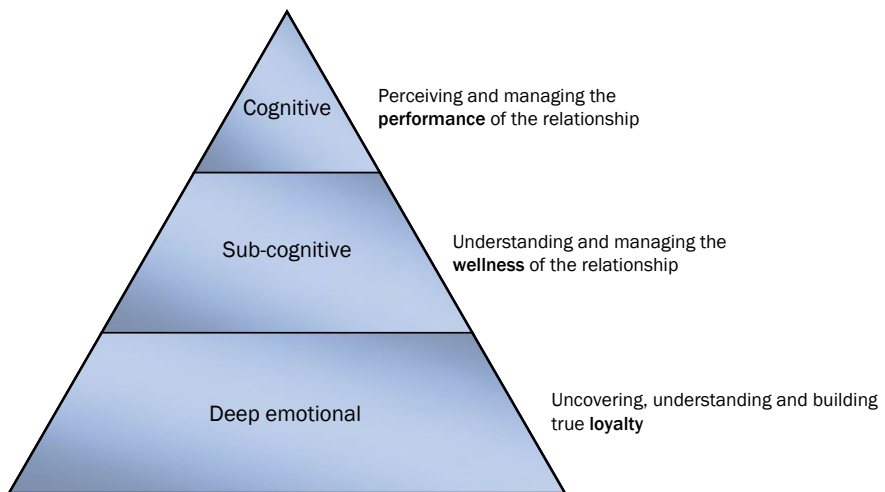 Cognitive
Perceiving and managing the
performance of the relationship
Sub-cognitive
Understanding and managing the
wellness of the relationship
Deep emotional
Uncovering, understanding and building
true loyalty